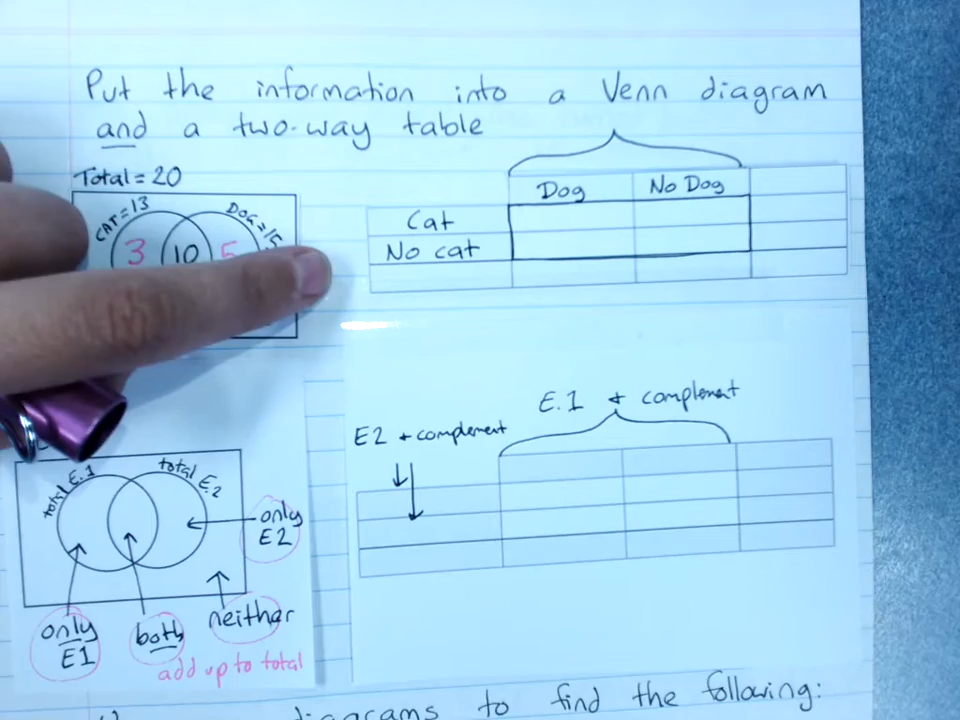 Put the information into a Venn diagram
and a two-way table
Total = 20
CAT=13
DOG=15
3 10 5
Dog No Dog
Cat
No cat
E.1 + complement
E2 + complement
total E.1
total E.2
only
E2
only
E1
both
neither
add up to total
diagrams to find the following: